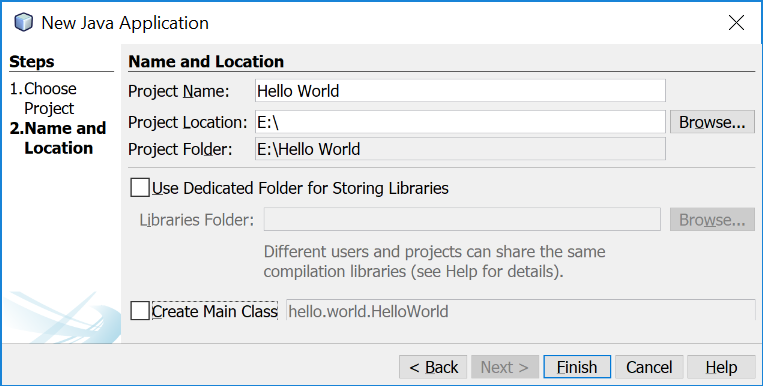 New Java Application
Steps
1.Choose
Project
2.Name and
Location
Name and Location
Project Name: Hello World
Project Location: E:\ Browse...
Project Folder: E:\Hello World
Use Dedicated Folder for Storing Libraries
Libraries Folder: Browse...
Different users and projects can share the same
compilation libraries (see Help for details).
Create Main Class hello.world.HelloWorld
< Back Next > Finish Cancel Help